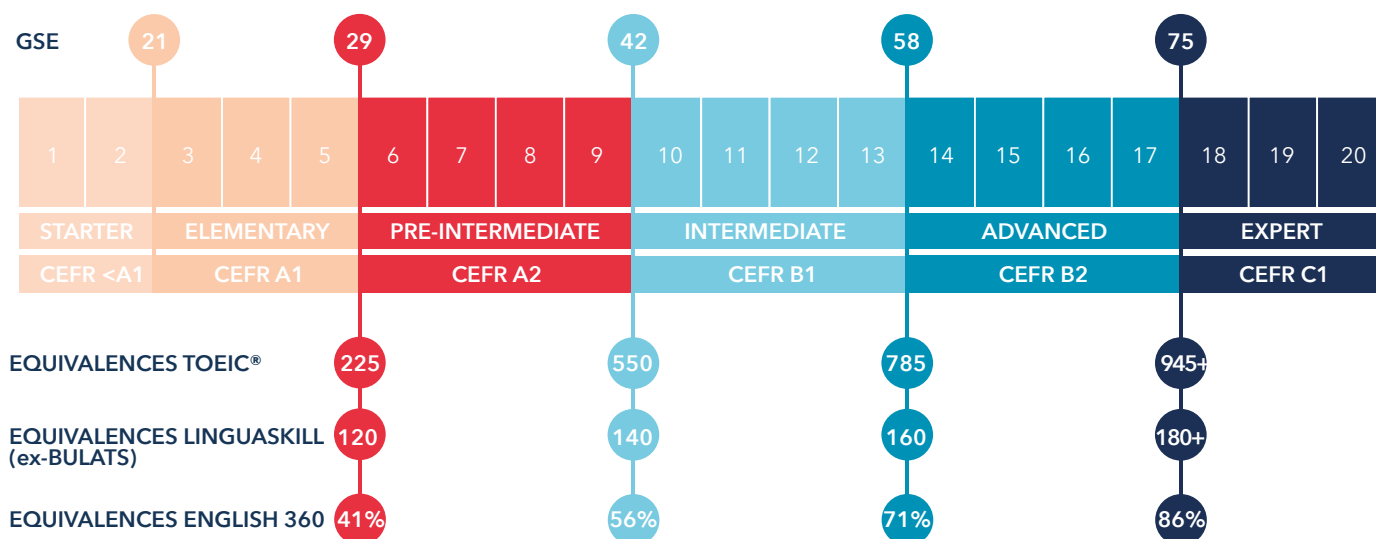 GSE 21 29 42 58 75
1 2 3 4 5 6 7 8 9 10 11 12 13 14 15 16 17 18 19 20
STARTER ELEMENTARY PRE-INTERMEDIATE INTERMEDIATE ADVANCED EXPERT
CEFR <A1 CEFR A1 CEFR A2 CEFR B1 CEFR B2 CEFR C1
EQUIVALENCES TOEIC® 225 550 785 945+
EQUIVALENCES LINGUASKILL 120 140 160 180+
(ex-BULATS)
EQUIVALENCES ENGLISH 360 41% 56% 71% 86%